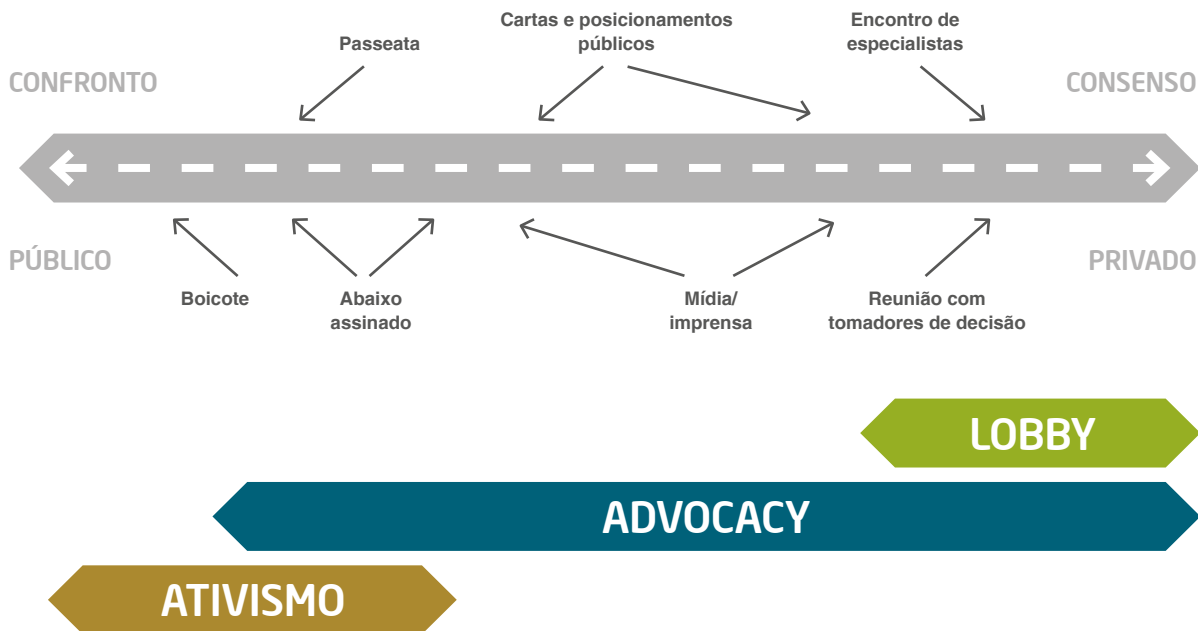 Passeata
Cartas e posicionamentos
públicos
Encontro de
especialistas
CONFRONTO
CONSENSO
PÚBLICO
PRIVADO
Boicote
Abaixo
assinado
Mídia/
imprensa
Reunião com
tomadores de decisão
LOBBY
ADVOCACY
ATIVISMO